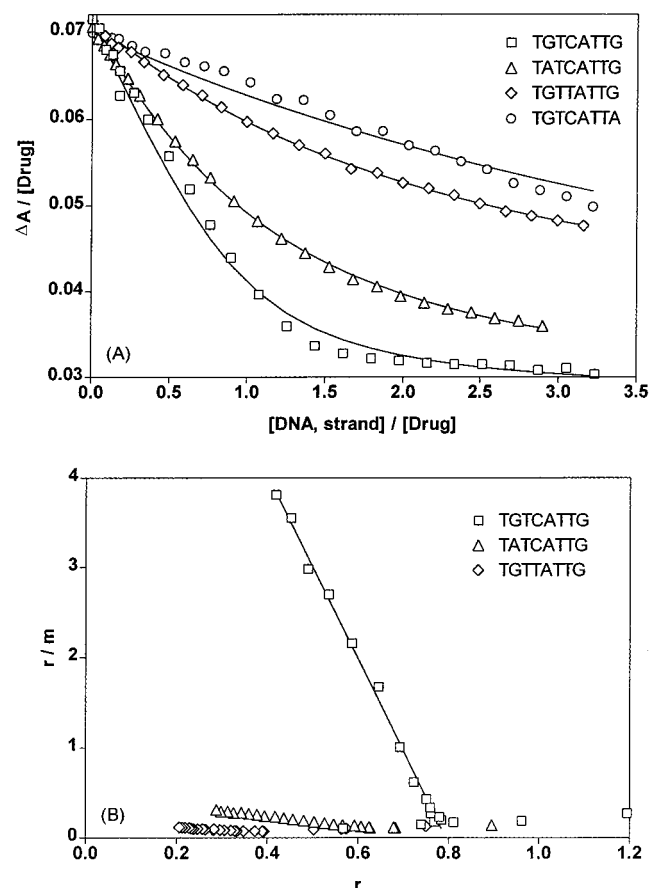 0.07
0.06
0.05
0.04
0.03
ΔA / [Drug]
□ TGTCATTG
△ TATCATTG
◇ TGTTATTG
○ TGTCATTA
(A)
0.0 0.5 1.0 1.5 2.0 2.5 3.0 3.5
[DNA, strand] / [Drug]
4
3
2
1
0
r / m
□ TGTCATTG
△ TATCATTG
◇ TGTTATTG
(B)
0.0 0.2 0.4 0.6 0.8 1.0 1.2
r